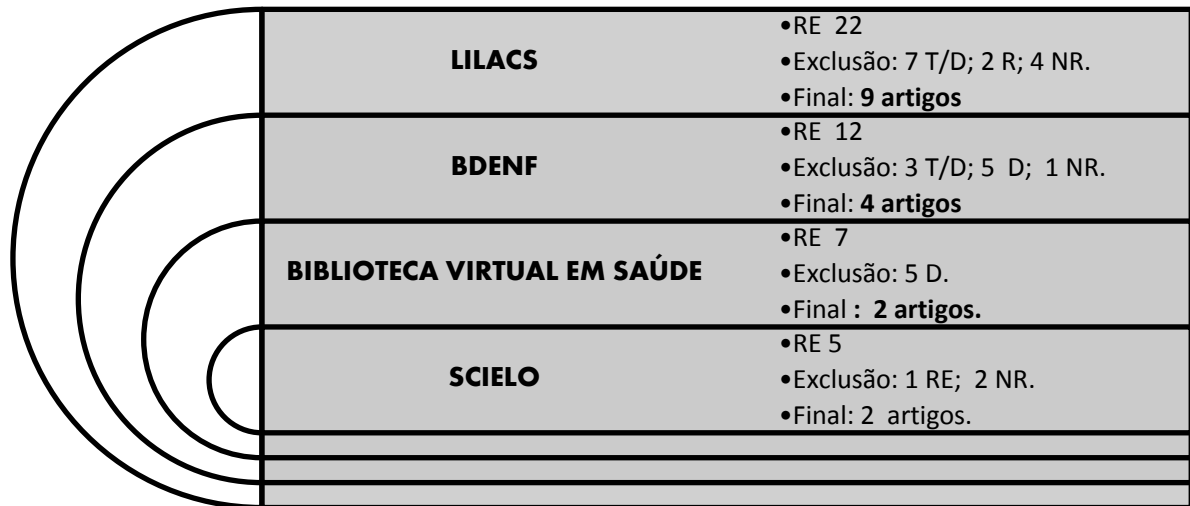 LILACS
•RE 22
•Exclusão: 7 T/D; 2 R; 4 NR.
•Final: 9 artigos
BDENF
•RE 12
•Exclusão: 3 T/D; 5 D; 1 NR.
•Final: 4 artigos
BIBLIOTECA VIRTUAL EM SAÚDE
•RE 7
•Exclusão: 5 D.
•Final : 2 artigos.
SCIELO
•RE 5
•Exclusão: 1 RE; 2 NR.
•Final: 2 artigos.